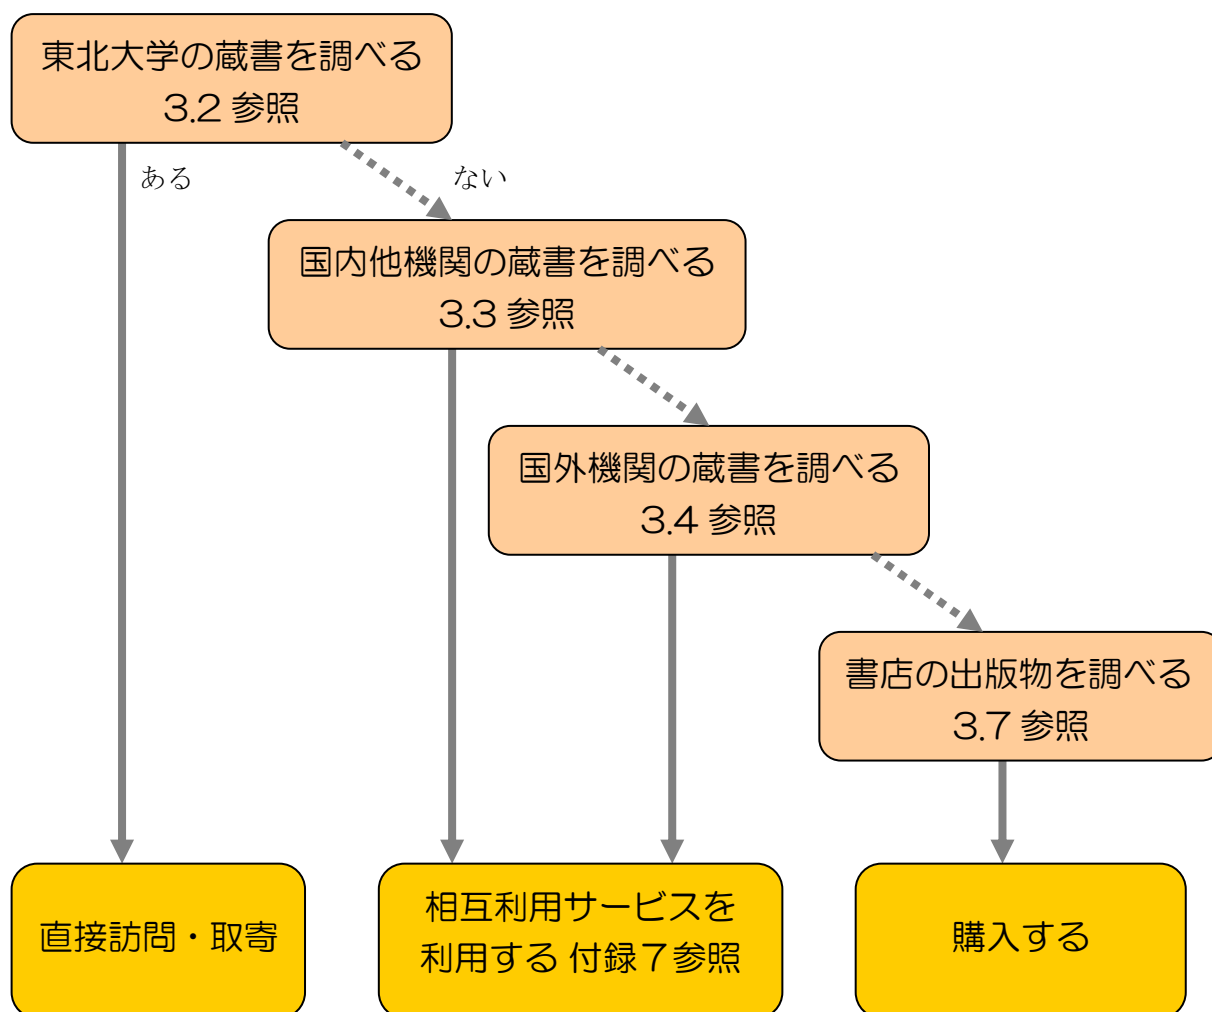 東北大学の蔵書を調べる
3.2 参照
ある
ない
国内他機関の蔵書を調べる
3.3 参照
国外機関の蔵書を調べる
3.4 参照
書店の出版物を調べる
3.7 参照
直接訪問・取寄
相互利用サービスを
利用する 付録７参照
購入する